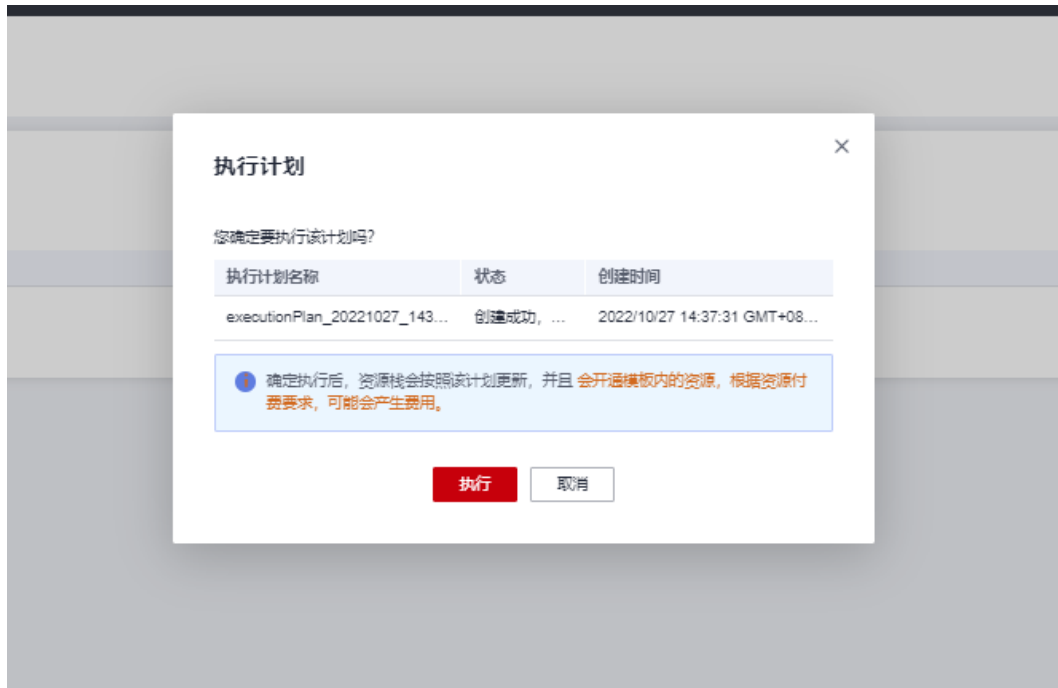 执行计划
您确定要执行该计划吗?
执行计划名称 状态 创建时间
executionPlan_20221027_143... 创建成功，... 2022/10/27 14:37:31 GMT+08...
确定执行后，资源栈会按照该计划更新，并且 会开通模板内的资源，根据资源付
费要求，可能会产生费用。
执行 取消